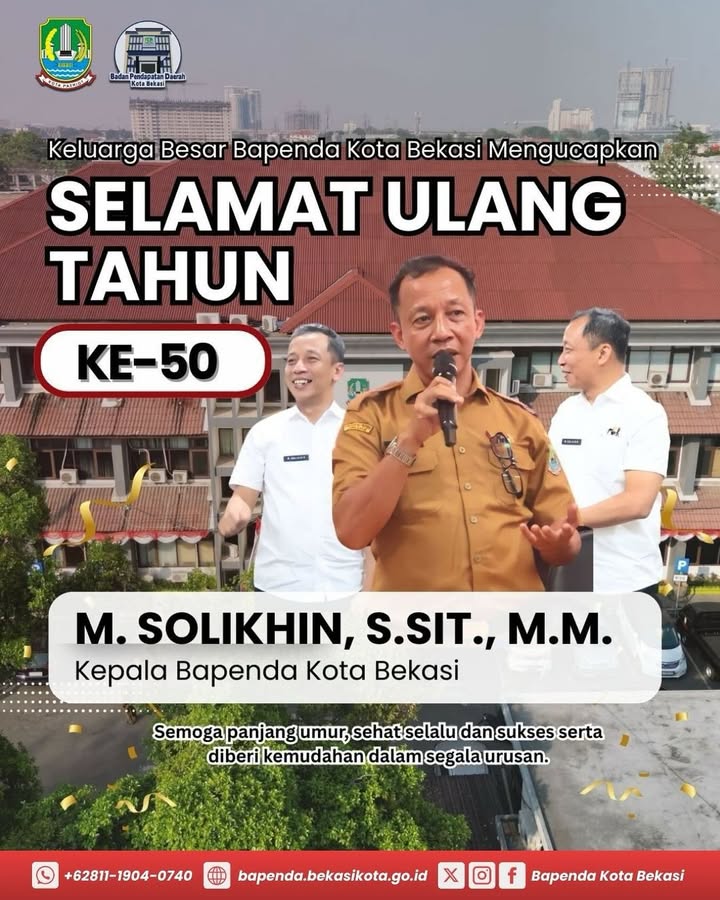 Badan Pendapatan Daerah
Kota Bekasi
Keluarga Besar Bapenda Kota Bekasi Mengucapkan
SELAMAT ULANG
TAHUN
KE-50
M. SOLIKHIN, S.SIT., M.M.
Kepala Bapenda Kota Bekasi
Semoga panjang umur, sehat selalu dan sukses serta
diberi kemudahan dalam segala urusan.
+62811-1904-0740 bapenda.bekasikota.go.id Bapenda Kota Bekasi